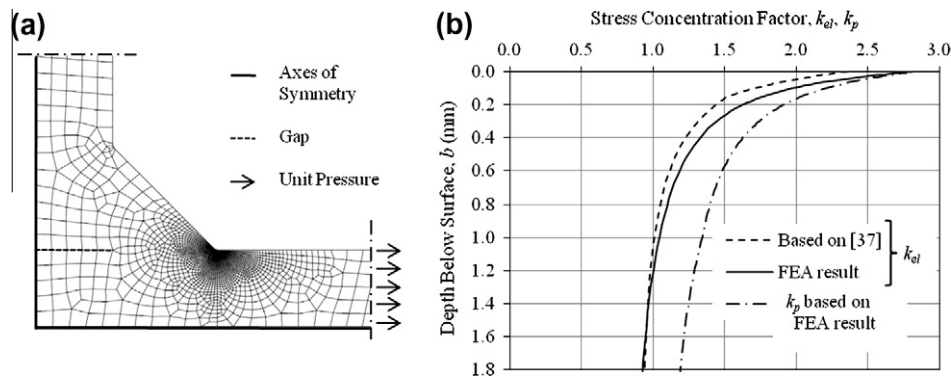 (a)
Axes of
Symmetry
Gap
Unit Pressure
(b)
Stress Concentration Factor, kel, kp
0.0 0.5 1.0 1.5 2.0 2.5 3.0
Depth Below Surface, b (mm)
0.0
0.2
0.4
0.6
0.8
1.0
1.2
1.4
1.6
1.8
Based on [37]
kel
FEA result
kp based on
FEA result